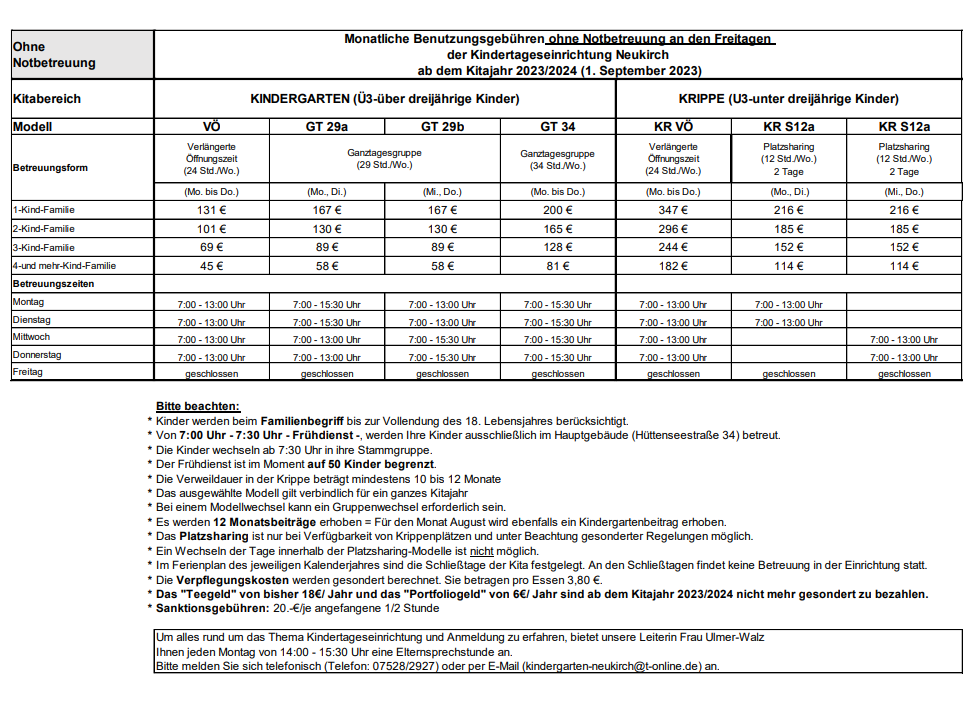 Ohne
Notbetreuung
Monatliche Benutzungsgebühren ohne Notbetreuung an den Freitagen
der Kindertageseinrichtung Neukirch
ab dem Kitajahr 2023/2024 (1. September 2023)
Kitabereich KINDERGARTEN (Ü3-über dreijährige Kinder) KRIPPE (U3-unter dreijährige Kinder)
Modell VÖ GT 29a GT 29b GT 34 KR VÖ KR S12a KR S12a
Betreuungsform
Verlängerte
Öffnungszeit
(24 Std./Wo.)
Ganztagesgruppe
(29 Std./Wo.)
Ganztagesgruppe
(34 Std./Wo.)
Verlängerte
Öffnungszeit
(24 Std./Wo.)
Platzsharing
(12 Std./Wo.)
2 Tage
Platzsharing
(12 Std./Wo.)
2 Tage
(Mo. bis Do.) (Mo., Di.) (Mi., Do.) (Mo. bis Do.) (Mo. bis Do.) (Mo., Di.) (Mi., Do.)
1-Kind-Familie 131 € 167 € 167 € 200 € 347 € 216 € 216 €
2-Kind-Familie 101 € 130 € 130 € 165 € 296 € 185 € 185 €
3-Kind-Familie 69 € 89 € 89 € 128 € 244 € 152 € 152 €
4-und mehr-Kind-Familie 45 € 58 € 58 € 81 € 182 € 114 € 114 €
Betreuungszeiten
Montag 7:00 - 13:00 Uhr 7:00 - 15:30 Uhr 7:00 - 13:00 Uhr 7:00 - 15:30 Uhr 7:00 - 13:00 Uhr 7:00 - 13:00 Uhr
Dienstag 7:00 - 13:00 Uhr 7:00 - 15:30 Uhr 7:00 - 13:00 Uhr 7:00 - 15:30 Uhr 7:00 - 13:00 Uhr 7:00 - 13:00 Uhr
Mittwoch 7:00 - 13:00 Uhr 7:00 - 13:00 Uhr 7:00 - 15:30 Uhr 7:00 - 15:30 Uhr 7:00 - 13:00 Uhr 7:00 - 13:00 Uhr
Donnerstag 7:00 - 13:00 Uhr 7:00 - 13:00 Uhr 7:00 - 15:30 Uhr 7:00 - 15:30 Uhr 7:00 - 13:00 Uhr 7:00 - 13:00 Uhr
Freitag geschlossen geschlossen geschlossen geschlossen geschlossen geschlossen geschlossen
Bitte beachten:
* Kinder werden beim Familienbegriff bis zur Vollendung des 18. Lebensjahres berücksichtigt.
* Von 7:00 Uhr - 7:30 Uhr - Frühdienst -, werden Ihre Kinder ausschließlich im Hauptgebäude (Hüttenseestraße 34) betreut.
* Die Kinder wechseln ab 7:30 Uhr in ihre Stammgruppe.
* Der Frühdienst ist im Moment auf 50 Kinder begrenzt.
* Die Verweildauer in der Krippe beträgt mindestens 10 bis 12 Monate
* Das ausgewählte Modell gilt verbindlich für ein ganzes Kitajahr
* Bei einem Modellwechsel kann ein Gruppenwechsel erforderlich sein.
* Es werden 12 Monatsbeiträge erhoben = Für den Monat August wird ebenfalls ein Kindergartenbeitrag erhoben.
* Das Platzsharing ist nur bei Verfügbarkeit von Krippenplätzen und unter Beachtung gesonderter Regelungen möglich.
* Ein Wechseln der Tage innerhalb der Platzsharing-Modelle ist nicht möglich.
* Im Ferienplan des jeweiligen Kalenderjahres sind die Schließtage der Kita festgelegt. An den Schließtagen findet keine Betreuung in der Einrichtung statt.
* Die Verpflegungskosten werden gesondert berechnet. Sie betragen pro Essen 3,80 €.
* Das "Teegeld" von bisher 18€/ Jahr und das "Portfoliogeld" von 6€/ Jahr sind ab dem Kitajahr 2023/2024 nicht mehr gesondert zu bezahlen.
* Sanktionsgebühren: 20.-€/je angefangene 1/2 Stunde
Um alles rund um das Thema Kindertageseinrichtung und Anmeldung zu erfahren, bietet unsere Leiterin Frau Ulmer-Walz
Ihnen jeden Montag von 14:00 - 15:30 Uhr eine Elternsprechstunde an.
Bitte melden Sie sich telefonisch (Telefon: 07528/2927) oder per E-Mail (kindergarten-neukirch@t-online.de) an.